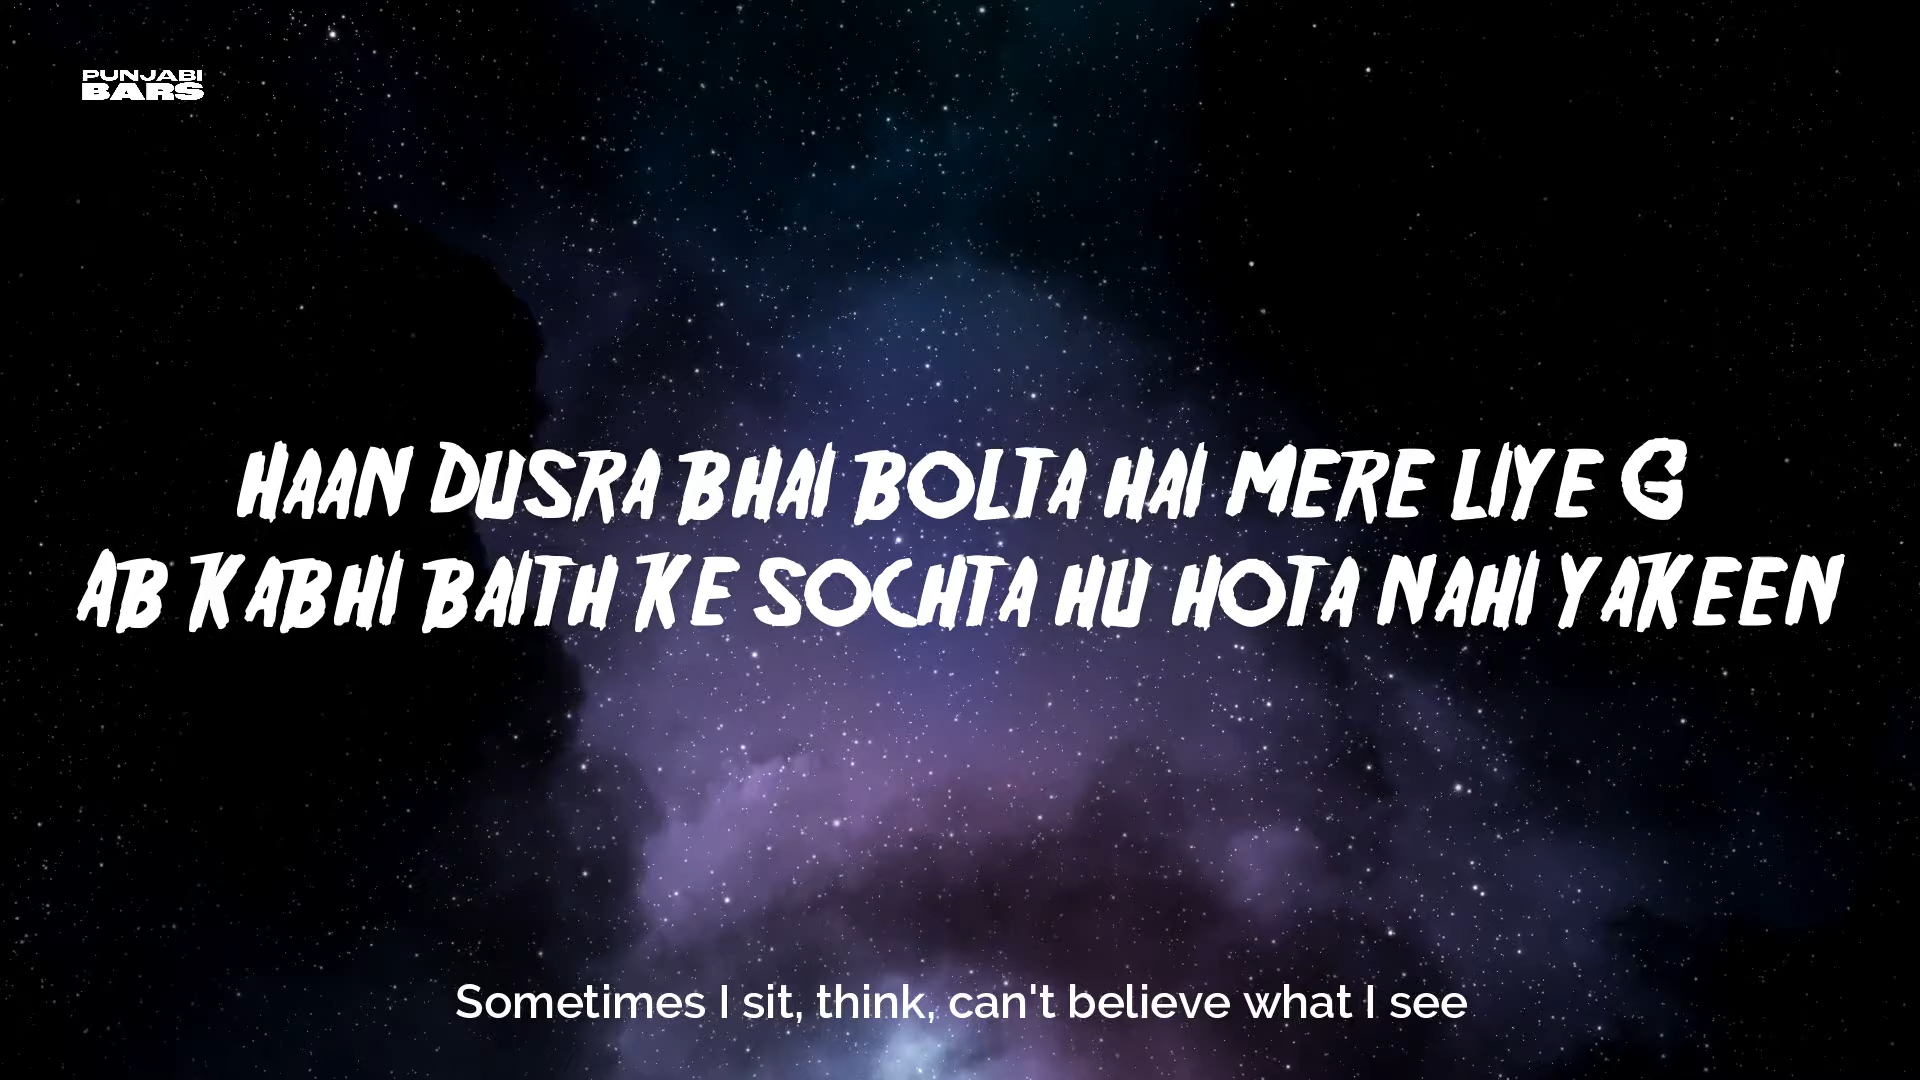 PUNJABI
BARS
HAAN DUSRA BHAI BOLTA HAI MERE LIYE G
AB KABHI BAITH KE SOCHTA HU HOTA NAHI YAKEEN
Sometimes I sit, think, can't believe what I see